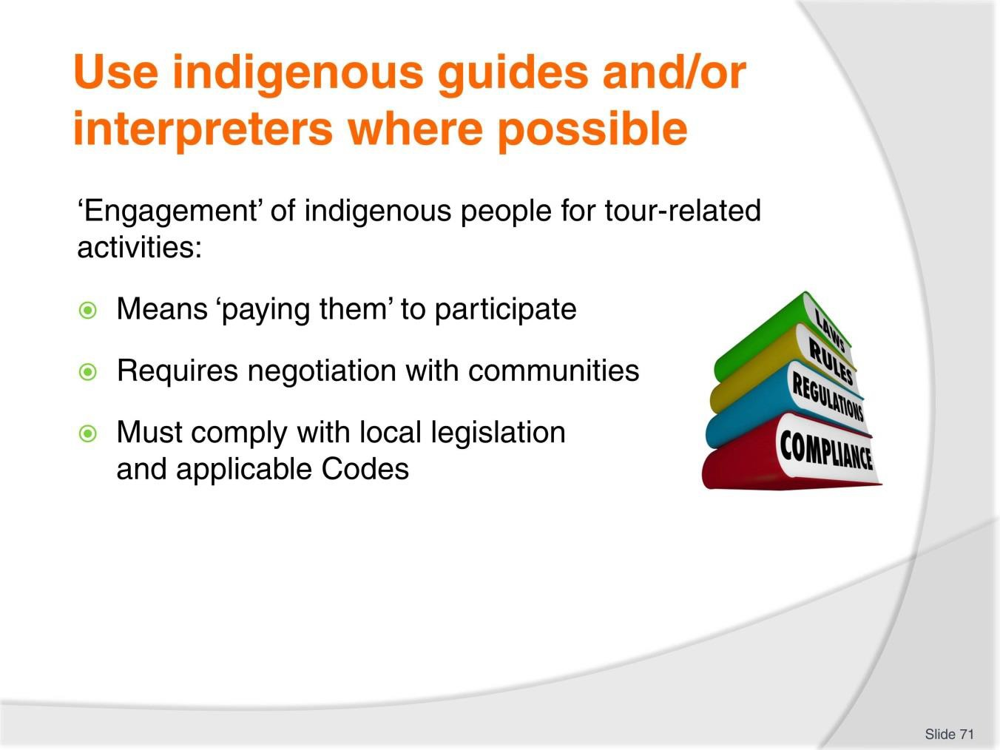 Use indigenous guides and/or
interpreters where possible
‘Engagement’ of indigenous people for tour-related
activities:
Means ‘paying them’ to participate
Requires negotiation with communities
Must comply with local legislation
and applicable Codes
LAWS
RULES
REGULATIONS
COMPLIANCE
Slide 71